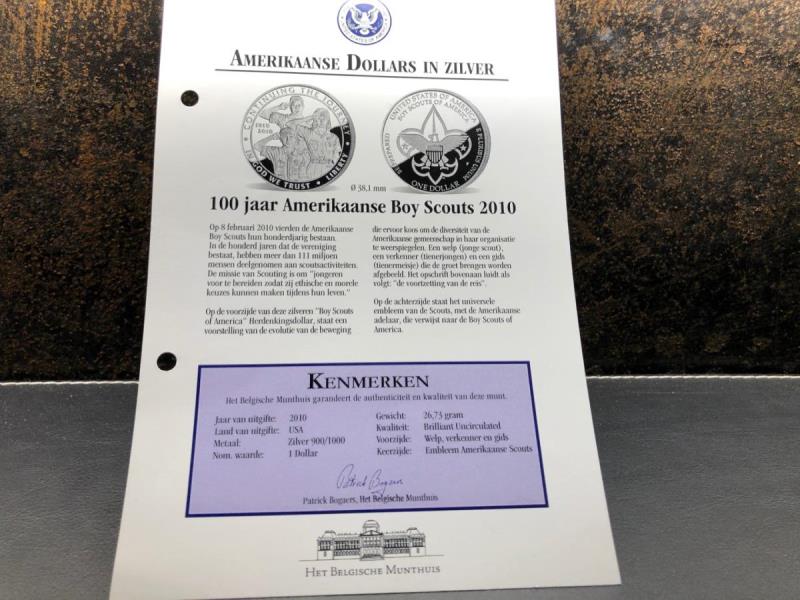 AMERIKAANSE DOLLARS IN ZILVER
CONTINUING THE JOURNEY
1910
2010
IN GOD WE TRUST • LIBERTY
UNITED STATES OF AMERICA
BOY SCOUTS OF AMERICA
BE PREPARED
E PLURIBUS UNUM
ONE DOLLAR
Ø 38,1 mm
100 jaar Amerikaanse Boy Scouts 2010
Op 8 februari 2010 vierden de Amerikaanse
Boy Scouts hun honderdjarig bestaan.
In de honderd jaren dat de vereniging
bestaat, hebben meer dan 111 miljoen
mensen deelgenomen aan scoutsactiviteiten.
De missie van Scouting is om "jongeren
voor te bereiden zodat zij ethische en morele
keuzes kunnen maken tijdens hun leven."
Op de voorzijde van deze zilveren "Boy Scouts
of America" Herdenkingsdollar, staat een
voorstelling van de evolutie van de beweging
die ervoor koos om de diversiteit van de
Amerikaanse gemeenschap in haar organisatie
te weerspiegelen. Een welp (jonge scout),
een verkenner (tienerjongen) en een gids
(tienermeisje) die de groet brengen worden
afgebeeld. Het opschrift bovenaan luidt als
volgt: "de voortzetting van de reis".
Op de achterzijde staat het universele
embleem van de Scouts, met de Amerikaanse
adelaar, die verwijst naar de Boy Scouts of
America.
KENMERKEN
Het Belgische Munthuis garandeert de authenticiteit en kwaliteit van deze munt.
Jaar van uitgifte: 2010
Land van uitgifte: USA
Metaal: Zilver 900/1000
Nom. waarde: 1 Dollar
Gewicht: 26,73 gram
Kwaliteit: Brilliant Uncirculated
Voorzijde: Welp, verkenner en gids
Keerzijde: Embleem Amerikaanse Scouts
Patrick Bogaers
Patrick Bogaers, Het Belgische Munthuis
HET BELGISCHE MUNTHUIS